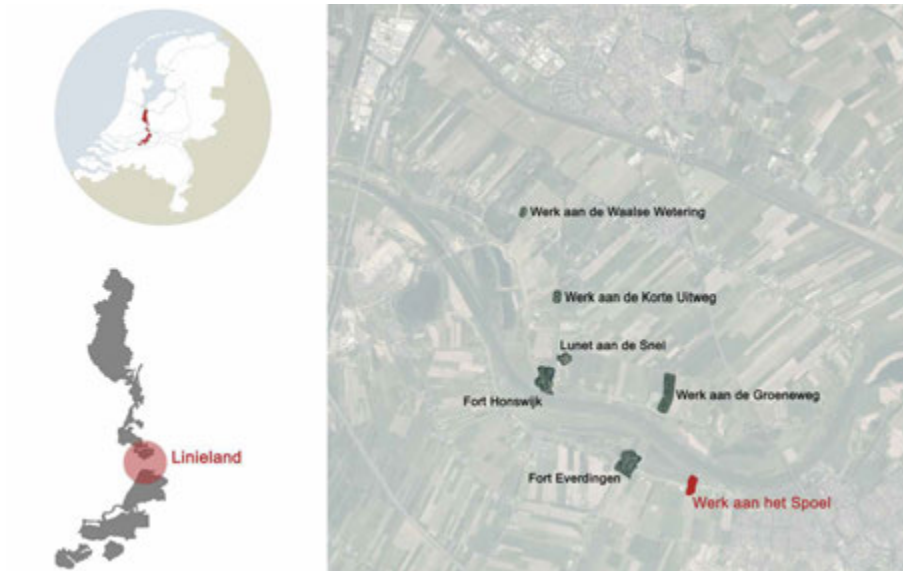 Werk aan de Waalse Wetering
Werk aan de Korte Uitweg
Lunet aan de Snel
Fort Honswijk
Werk aan de Groeneweg
Linieland
Fort Everdingen
Werk aan het Spoel